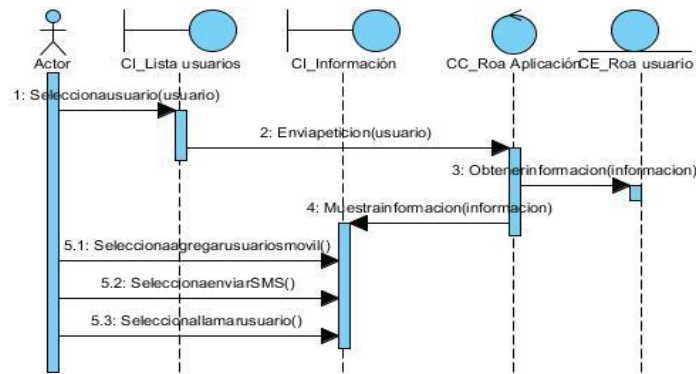 Actor
CI_Lista usuarios
CI_Información
CC_Roa Aplicación
CE_Roa usuario
1: Seleccionausuario(usuario)
2: Enviapeticion(usuario)
3: Obtenerinformacion(informacion)
4: Muestrainformacion(informacion)
5.1: Seleccionaagregarusuariosmovil()
5.2: SeleccionaenviarSMS()
5.3: Seleccionallamarusuario()